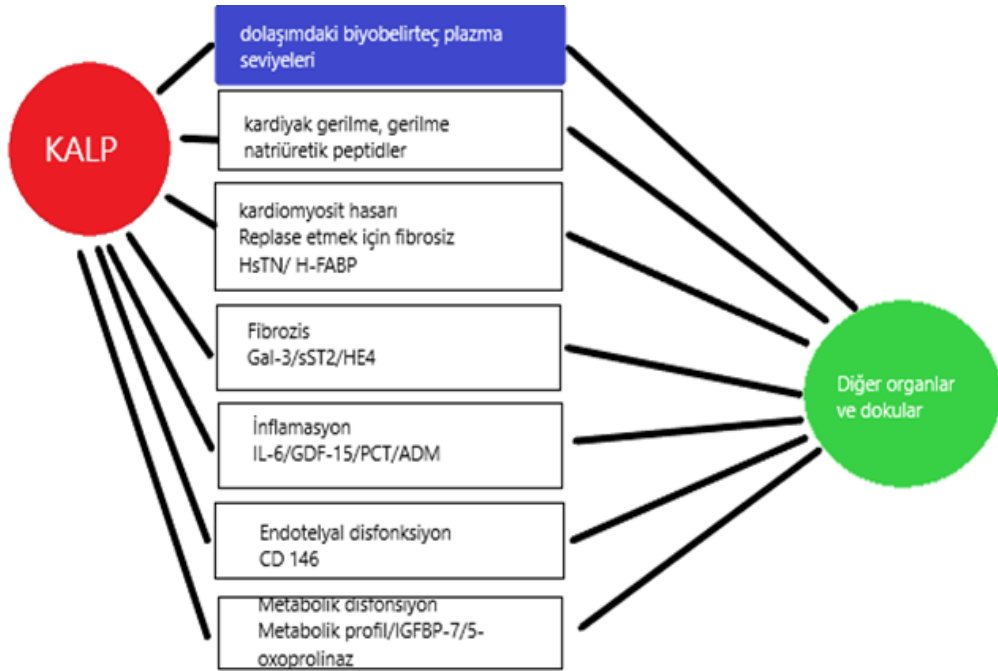 KALP
dolaşımdaki biyobelirteç plazma
seviyeleri
kardiyak gerilme, gerilme
natriüretik peptidler
kardiomyosit hasarı
Replase etmek için fibrosiz
HsTN/ H-FABP
Fibrozis
Gal-3/sST2/HE4
İnflamasyon
IL-6/GDF-15/PCT/ADM
Endotelyal disfonksiyon
CD 146
Metabolik disfonsiyon
Metabolik profil/IGFBP-7/5-
oxoprolinaz
Diğer organlar
ve dokular